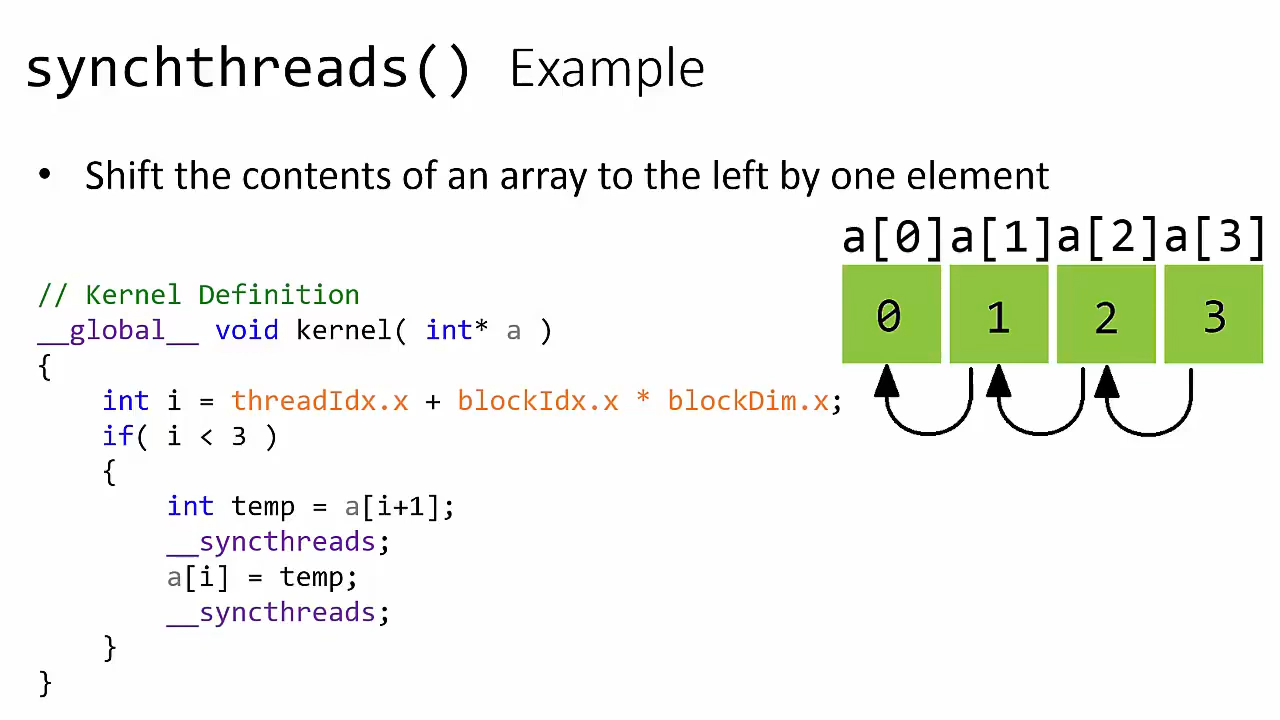 synchthreads() Example
• Shift the contents of an array to the left by one element
a[0] a[1] a[2] a[3]
0 1 2 3
// Kernel Definition
__global__ void kernel( int* a )
{
    int i = threadIdx.x + blockIdx.x * blockDim.x;
    if( i < 3 )
    {
        int temp = a[i+1];
        __syncthreads;
        a[i] = temp;
        __syncthreads;
    }
}